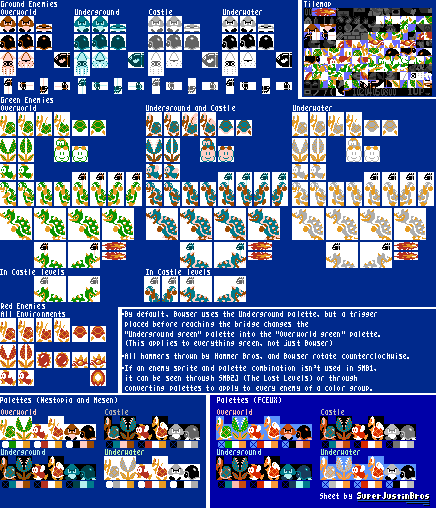 Ground Enemies
Overworld
Underground
Castle
Underwater
Tilemap
Green Enemies
Overworld
Underground and Castle
Underwater
In Castle levels
In Castle levels
Red Enemies
All Environments
•By default, Bowser uses the Underground palette, but a trigger
placed before reaching the bridge changes the
"Underground green" palette into the "Overworld green" palette.
(This applies to everything green, not just Bowser)
•All hammers thrown by Hammer Bros. and Bowser rotate counterclockwise.
•If an enemy sprite and palette combination isn't used in SMB1,
it can be seen through SMB2J (The Lost Levels) or through
converting palettes to apply to every enemy of a color group.
Palettes (Nestopia and Mesen)
Overworld
Castle
Underground
Underwater
Palettes (FCEUX)
Overworld
Castle
Underground
Underwater
Sheet by SuperJustinBros